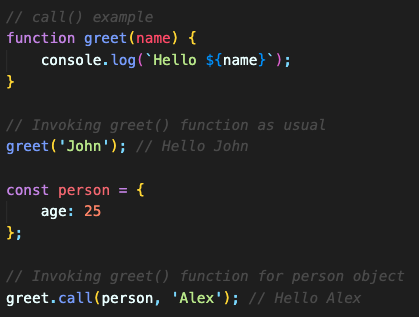 // call() example
function greet(name) {
    console.log(`Hello ${name}`);
}

// Invoking greet() function as usual
greet('John'); // Hello John

const person = {
    age: 25
};

// Invoking greet() function for person object
greet.call(person, 'Alex'); // Hello Alex